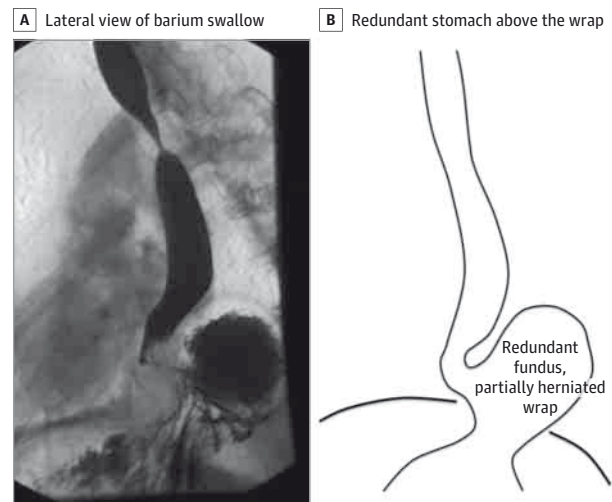 A Lateral view of barium swallow
B Redundant stomach above the wrap
Redundant
fundus,
partially herniated
wrap